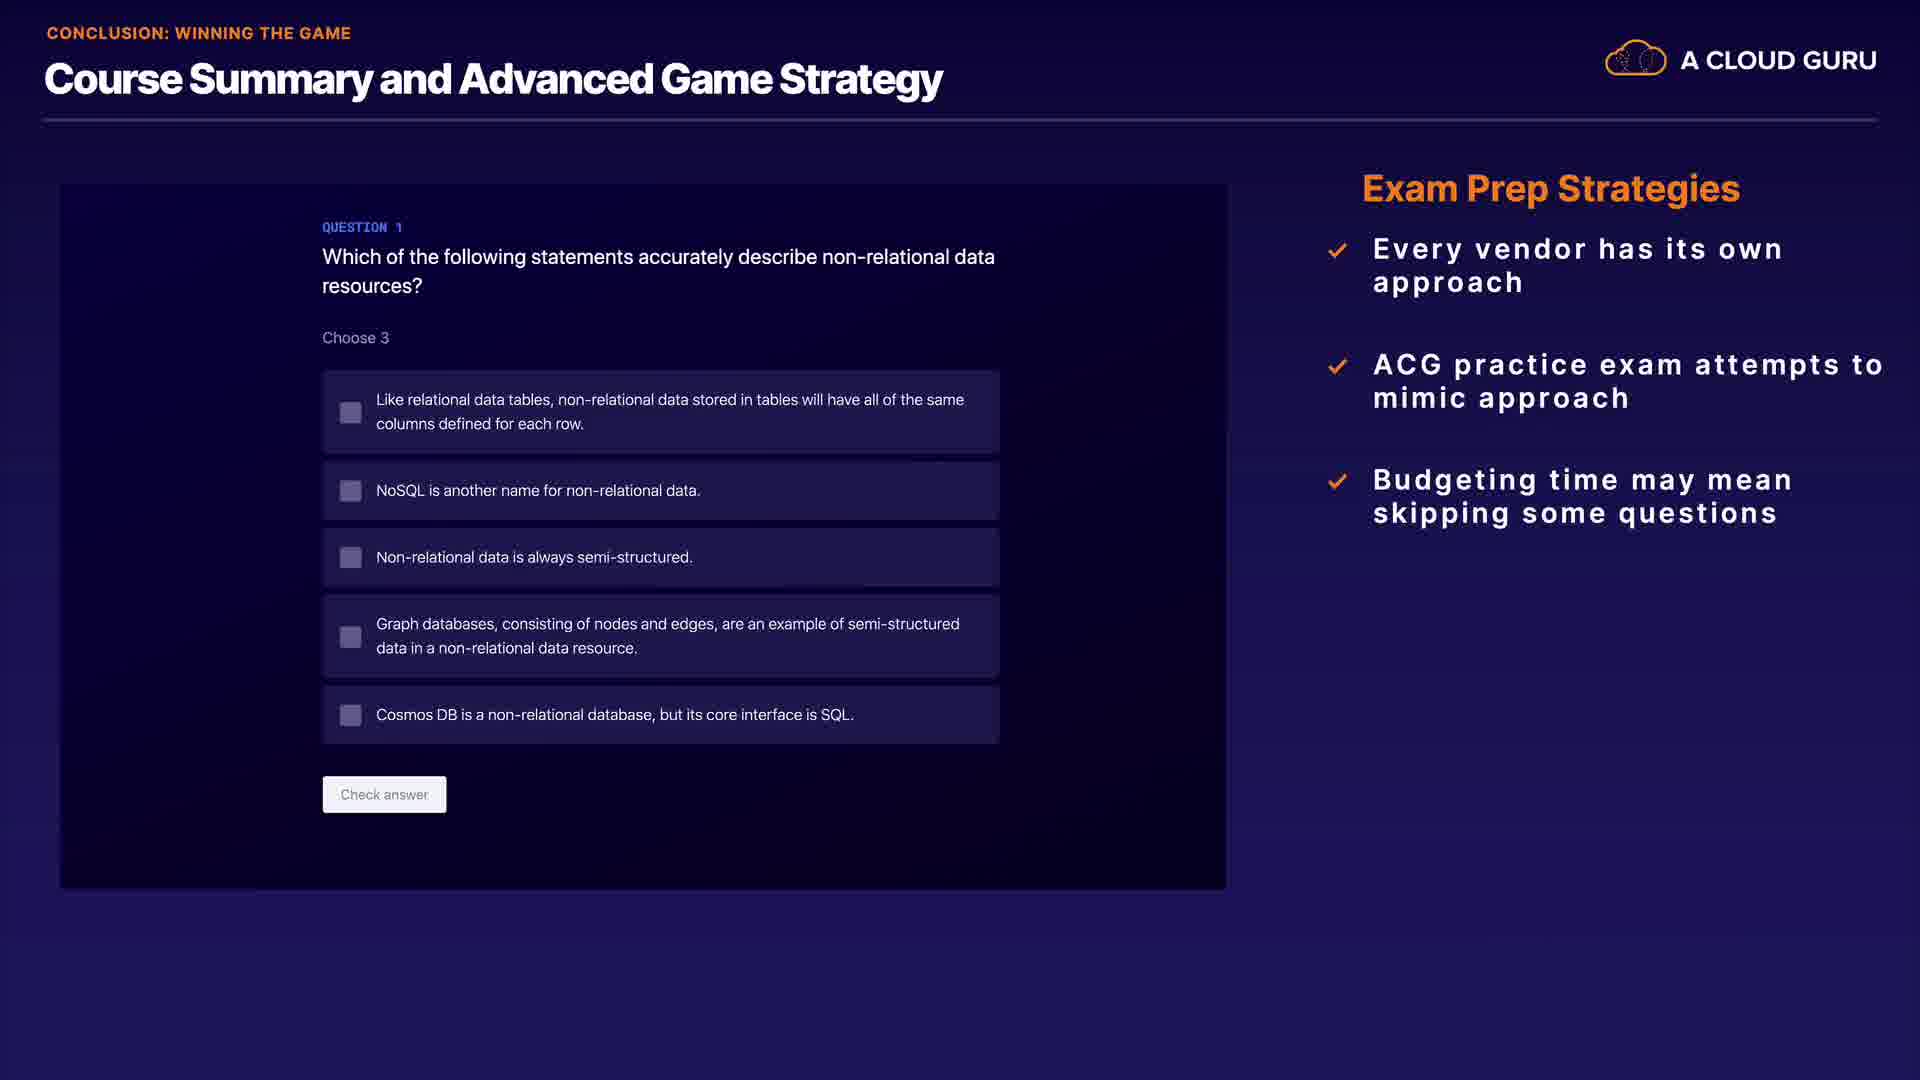 CONCLUSION: WINNING THE GAME
Course Summary and Advanced Game Strategy
A CLOUD GURU
QUESTION 1
Which of the following statements accurately describe non-relational data
resources?
Choose 3
Like relational data tables, non-relational data stored in tables will have all of the same
columns defined for each row.
NoSQL is another name for non-relational data.
Non-relational data is always semi-structured.
Graph databases, consisting of nodes and edges, are an example of semi-structured
data in a non-relational data resource.
Cosmos DB is a non-relational database, but its core interface is SQL.
Check answer
Exam Prep Strategies
Every vendor has its own
approach
ACG practice exam attempts to
mimic approach
Budgeting time may mean
skipping some questions